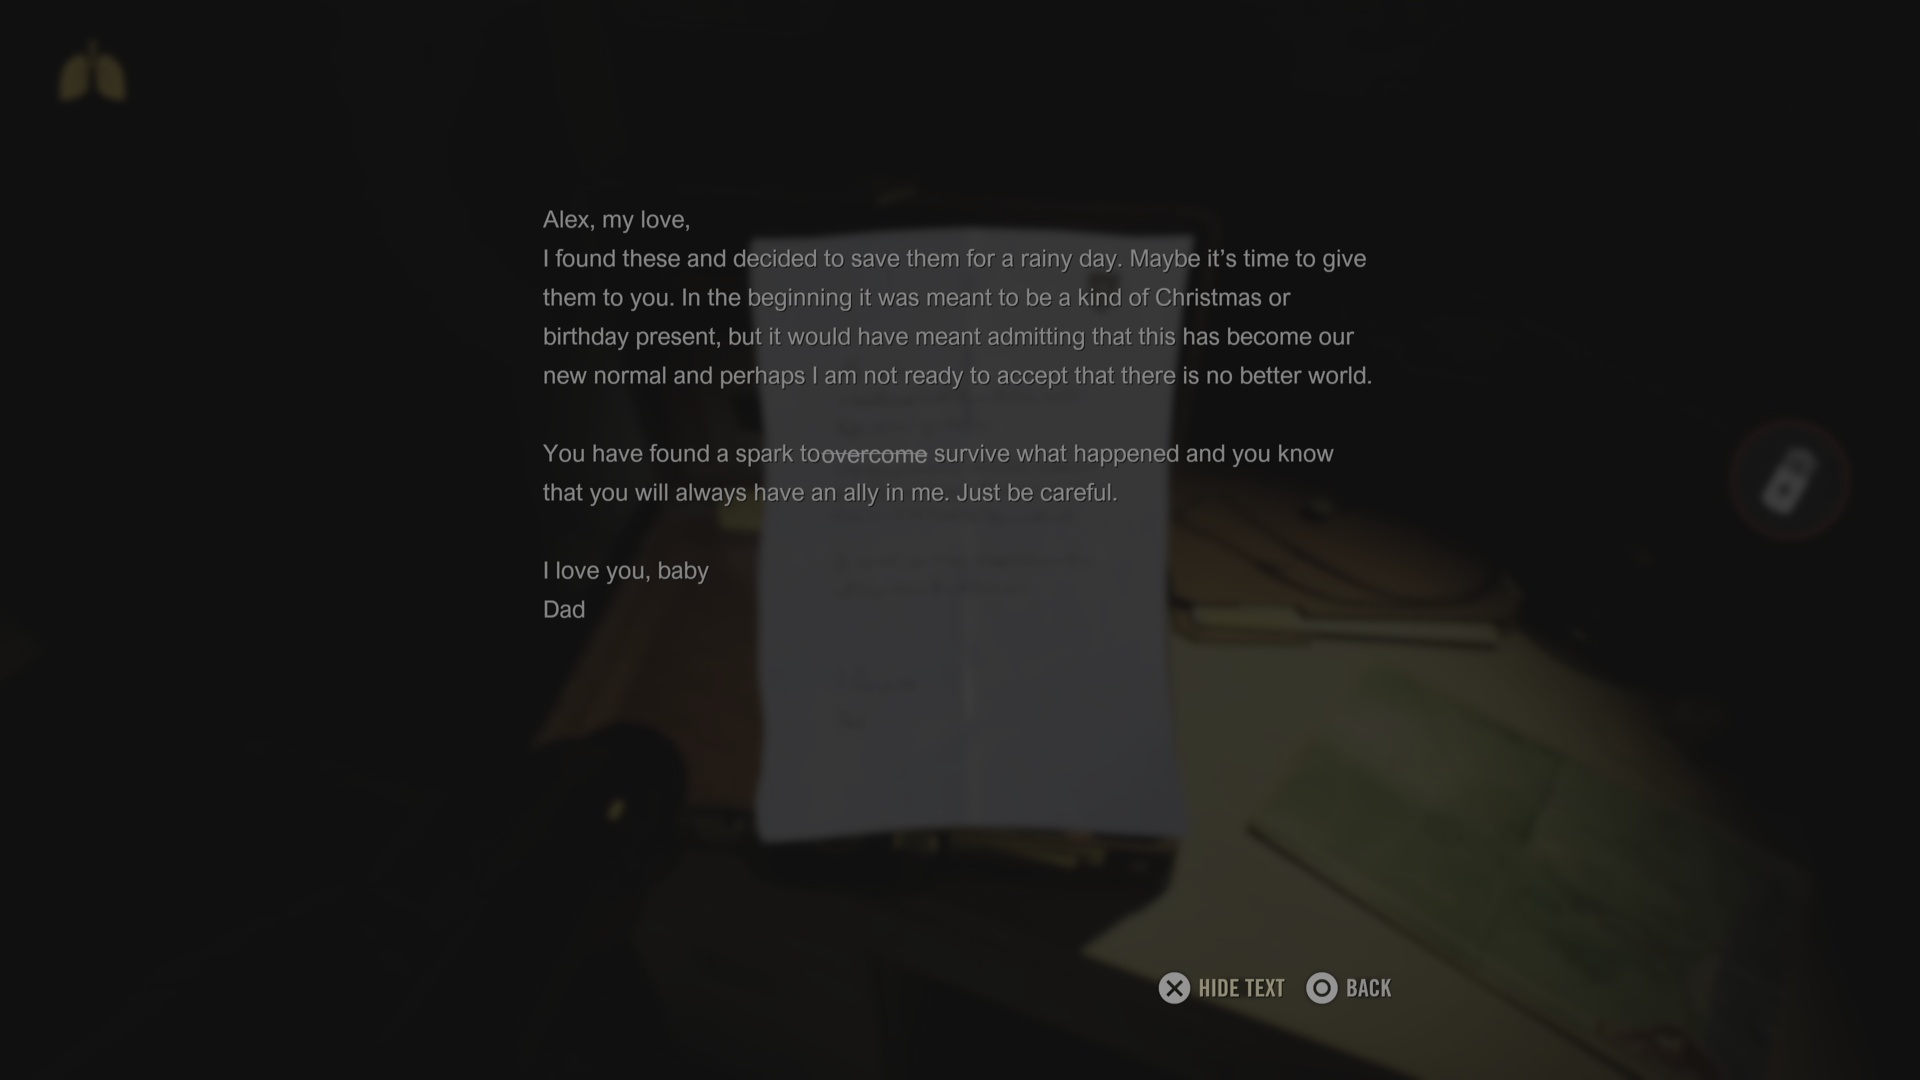 Alex, my love,
I found these and decided to save them for a rainy day. Maybe it’s time to give
them to you. In the beginning it was meant to be a kind of Christmas or
birthday present, but it would have meant admitting that this has become our
new normal and perhaps I am not ready to accept that there is no better world.
You have found a spark toovercome survive what happened and you know
that you will always have an ally in me. Just be careful.
I love you, baby
Dad
HIDE TEXT BACK